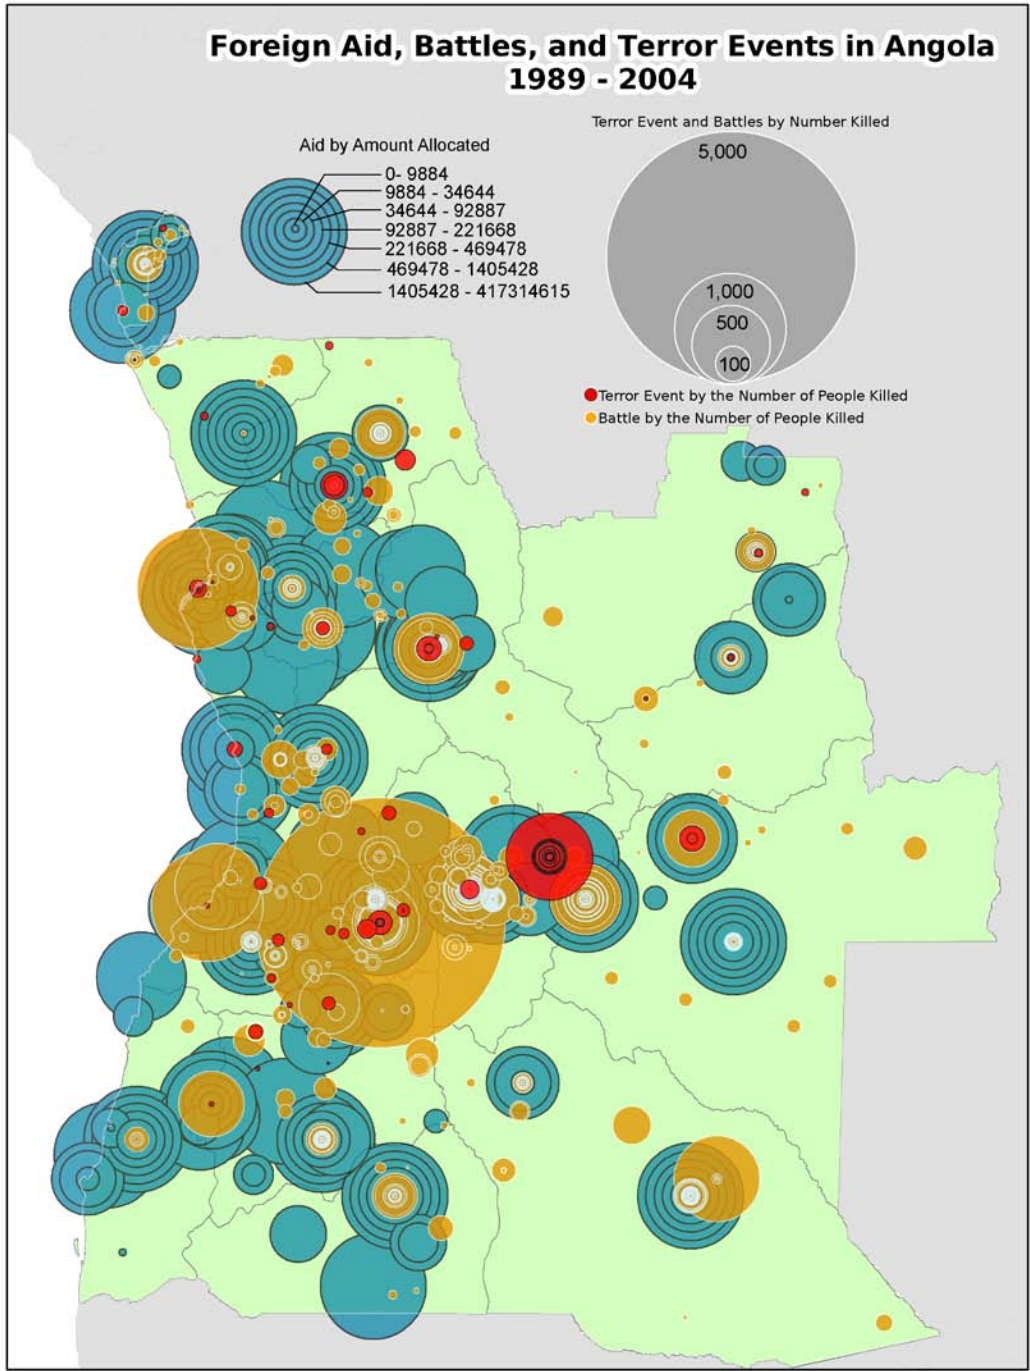 Foreign Aid, Battles, and Terror Events in Angola
1989 - 2004
Terror Event and Battles by Number Killed
5,000
1,000
500
100
Aid by Amount Allocated
0- 9884
9884 - 34644
34644 - 92887
92887 - 221668
221668 - 469478
469478 - 1405428
1405428 - 417314615
Terror Event by the Number of People Killed
Battle by the Number of People Killed